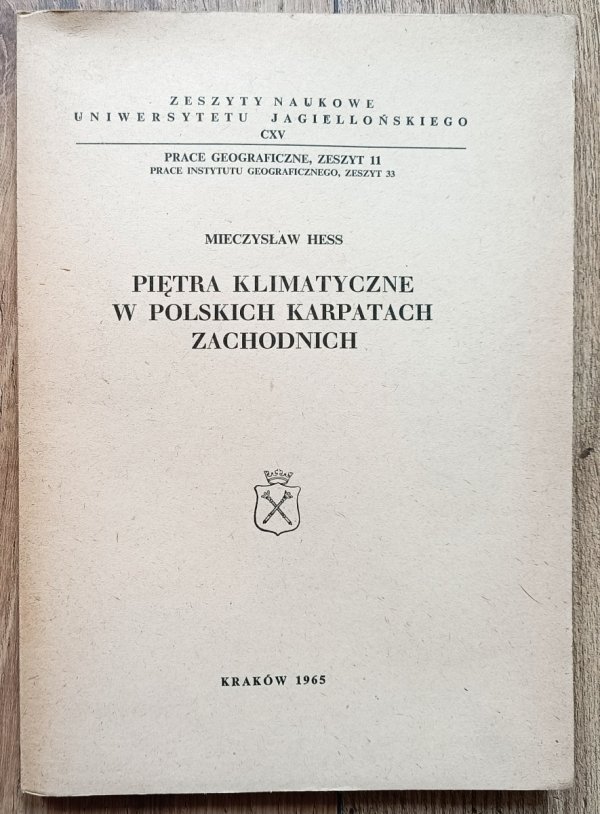 ZESZYTY NAUKOWE
UNIWERSYTETU JAGIELLOŃSKIEGO
CXV
PRACE GEOGRAFICZNE, ZESZYT 11
PRACE INSTYTUTU GEOGRAFICZNEGO, ZESZYT 33
MIECZYSŁAW HESS
PIĘTRA KLIMATYCZNE
W POLSKICH KARPATACH
ZACHODNICH
KRAKÓW 1965